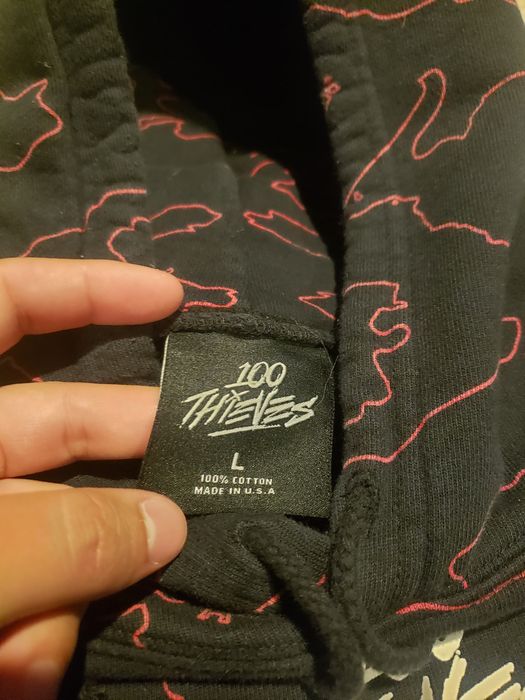 100
THIEVES
L
100% COTTON
MADE IN U.S.A